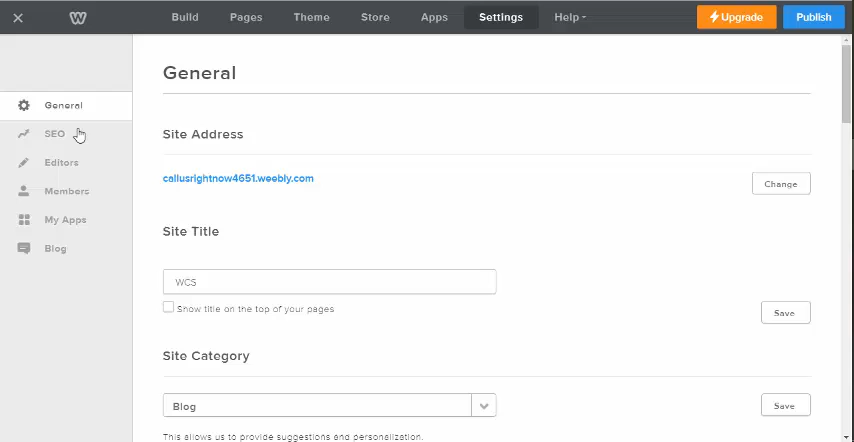 Build Pages Theme Store Apps Settings Help Upgrade Publish
General
SEO
Editors
Members
My Apps
Blog
General
Site Address
callusrightnow4651.weebly.com
Change
Site Title
WCS
Show title on the top of your pages
Save
Site Category
Blog
Save
This allows us to provide suggestions and personalization.